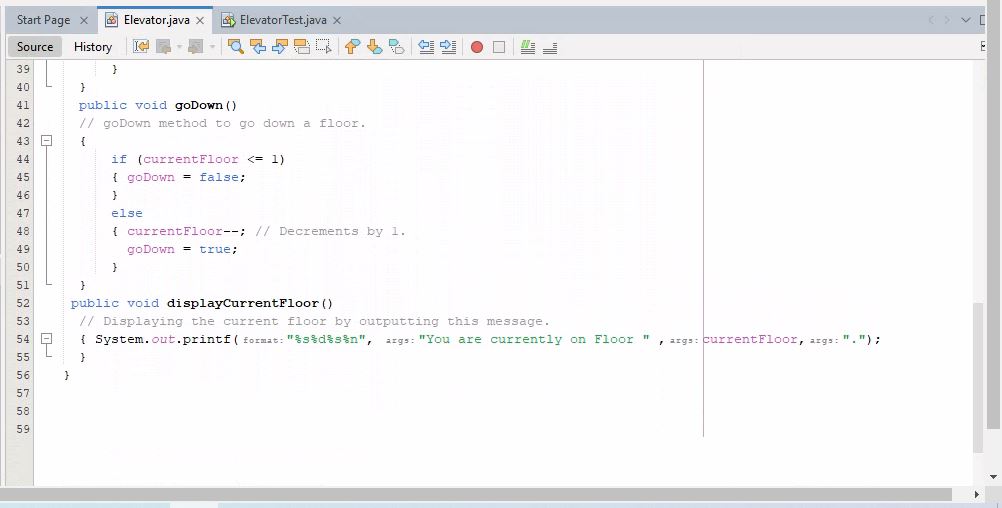 Start Page
Elevator.java
ElevatorTest.java
Source History
39 }
40 }
41 public void goDown()
42 // goDown method to go down a floor.
43 {
44 if (currentFloor <= 1)
45 { goDown = false;
46 }
47 else
48 { currentFloor--; // Decrements by 1.
49 goDown = true;
50 }
51 }
52 public void displayCurrentFloor()
53 // Displaying the current floor by outputting this message.
54 { System.out.printf( format: "%s%d%s%n", args: "You are currently on Floor " , args: currentFloor, args: ".");
55 }
56 }
57
58
59